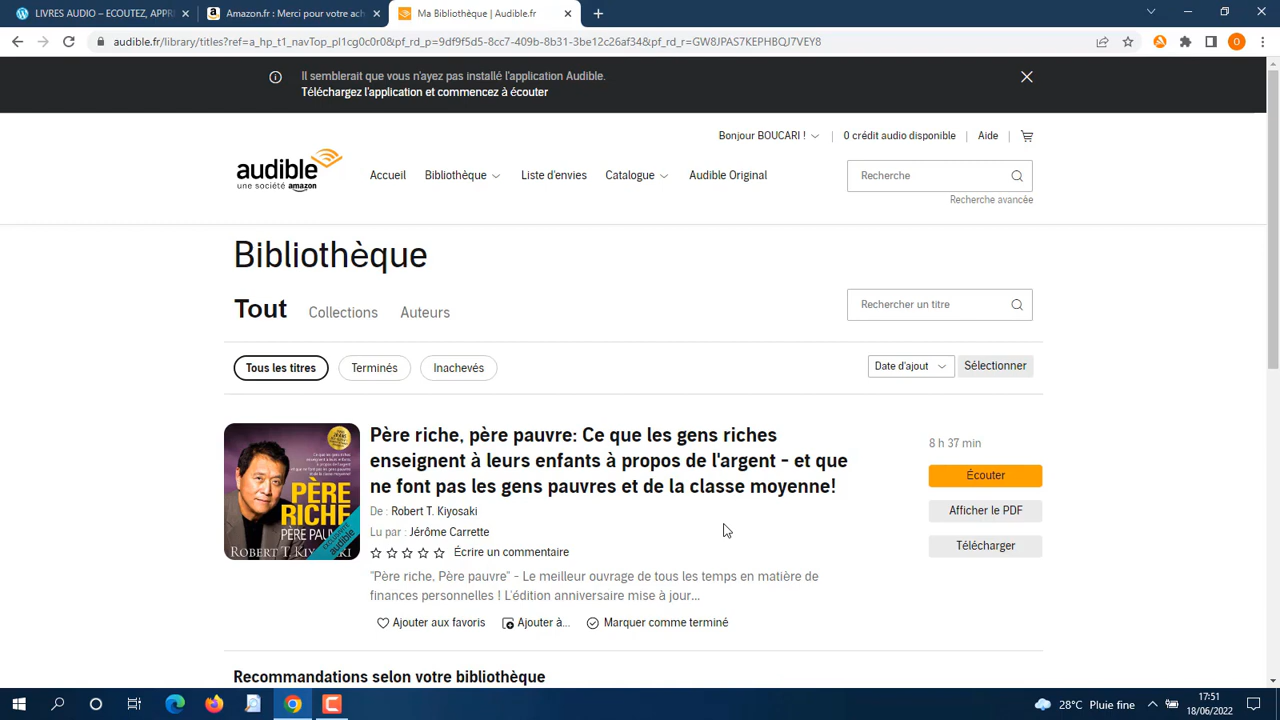 LIVRES AUDIO – ECOUTEZ, APPR
Amazon.fr : Merci pour votre ach
Ma Bibliothèque | Audible.fr
audible.fr/library/titles?ref=a_hp_t1_navTop_pl1cg0c0r0&pf_rd_p=9df9f5d5-8cc7-409b-8b31-3be12c26af34&pf_rd_r=GW8JPAS7KEPHBQJ7VEY8
O
Il semblerait que vous n'ayez pas installé l'application Audible.
Téléchargez l'application et commencez à écouter
Bonjour BOUCARI !
0 crédit audio disponible
Aide
audible
une société amazon
Accueil
Bibliothèque
Liste d'envies
Catalogue
Audible Original
Recherche
Recherche avancée
Bibliothèque
Tout
Collections
Auteurs
Rechercher un titre
Tous les titres
Terminés
Inachevés
Date d'ajout
Sélectionner
PÈRE
RICHE
PÈRE PAUV
ROBERT T. KIY
audible
Père riche, père pauvre: Ce que les gens riches
enseignent à leurs enfants à propos de l'argent - et que
ne font pas les gens pauvres et de la classe moyenne!
De : Robert T. Kiyosaki
Lu par : Jérôme Carrette
Écrire un commentaire
"Père riche, Père pauvre" - Le meilleur ouvrage de tous les temps en matière de
finances personnelles ! L'édition anniversaire mise à jour...
Ajouter aux favoris
Ajouter à...
Marquer comme terminé
8 h 37 min
Écouter
Afficher le PDF
Télécharger
Recommandations selon votre bibliothèque
28°C Pluie fine
17:51
18/06/2022